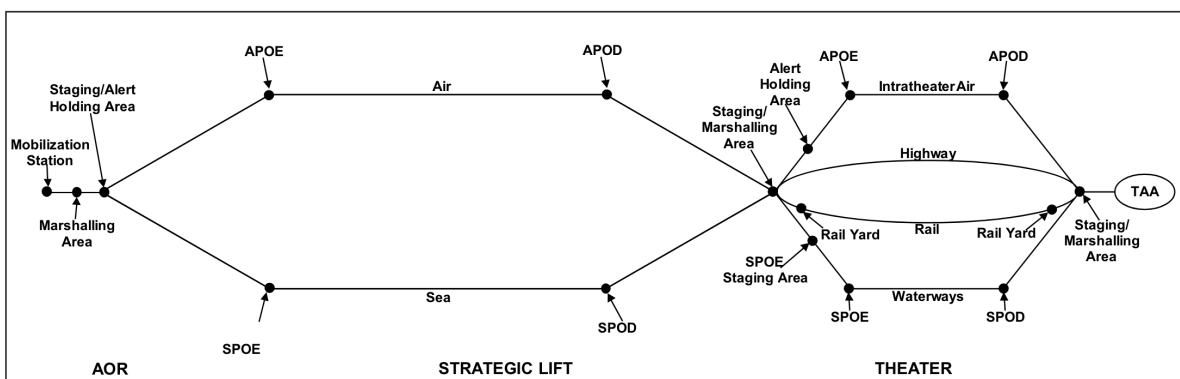 APOE
APOD
Air
Staging/Alert
Holding Area
Mobilization
Station
Marshalling
Area
Sea
SPOE
SPOD
APOE
APOD
Alert
Holding
Area
Intratheater Air
Staging/
Marshalling
Area
Highway
TAA
Rail Yard
Rail
Rail Yard
Staging/
Marshalling
Area
SPOE
Staging Area
Waterways
SPOE
SPOD
AOR
STRATEGIC LIFT
THEATER